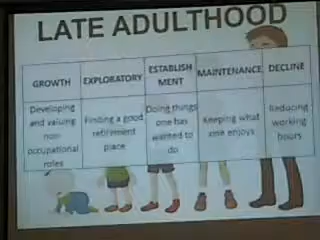 LATE ADULTHOOD
GROWTH
EXPLORATORY
ESTABLISH
MENT
MAINTENANCE
DECLINE
Developing
and valuing
non-
occupational
roles
Finding a good
retirement
place
Doing things
one has
wanted to
do
Keeping what
one enjoys
Reducing
working
hours